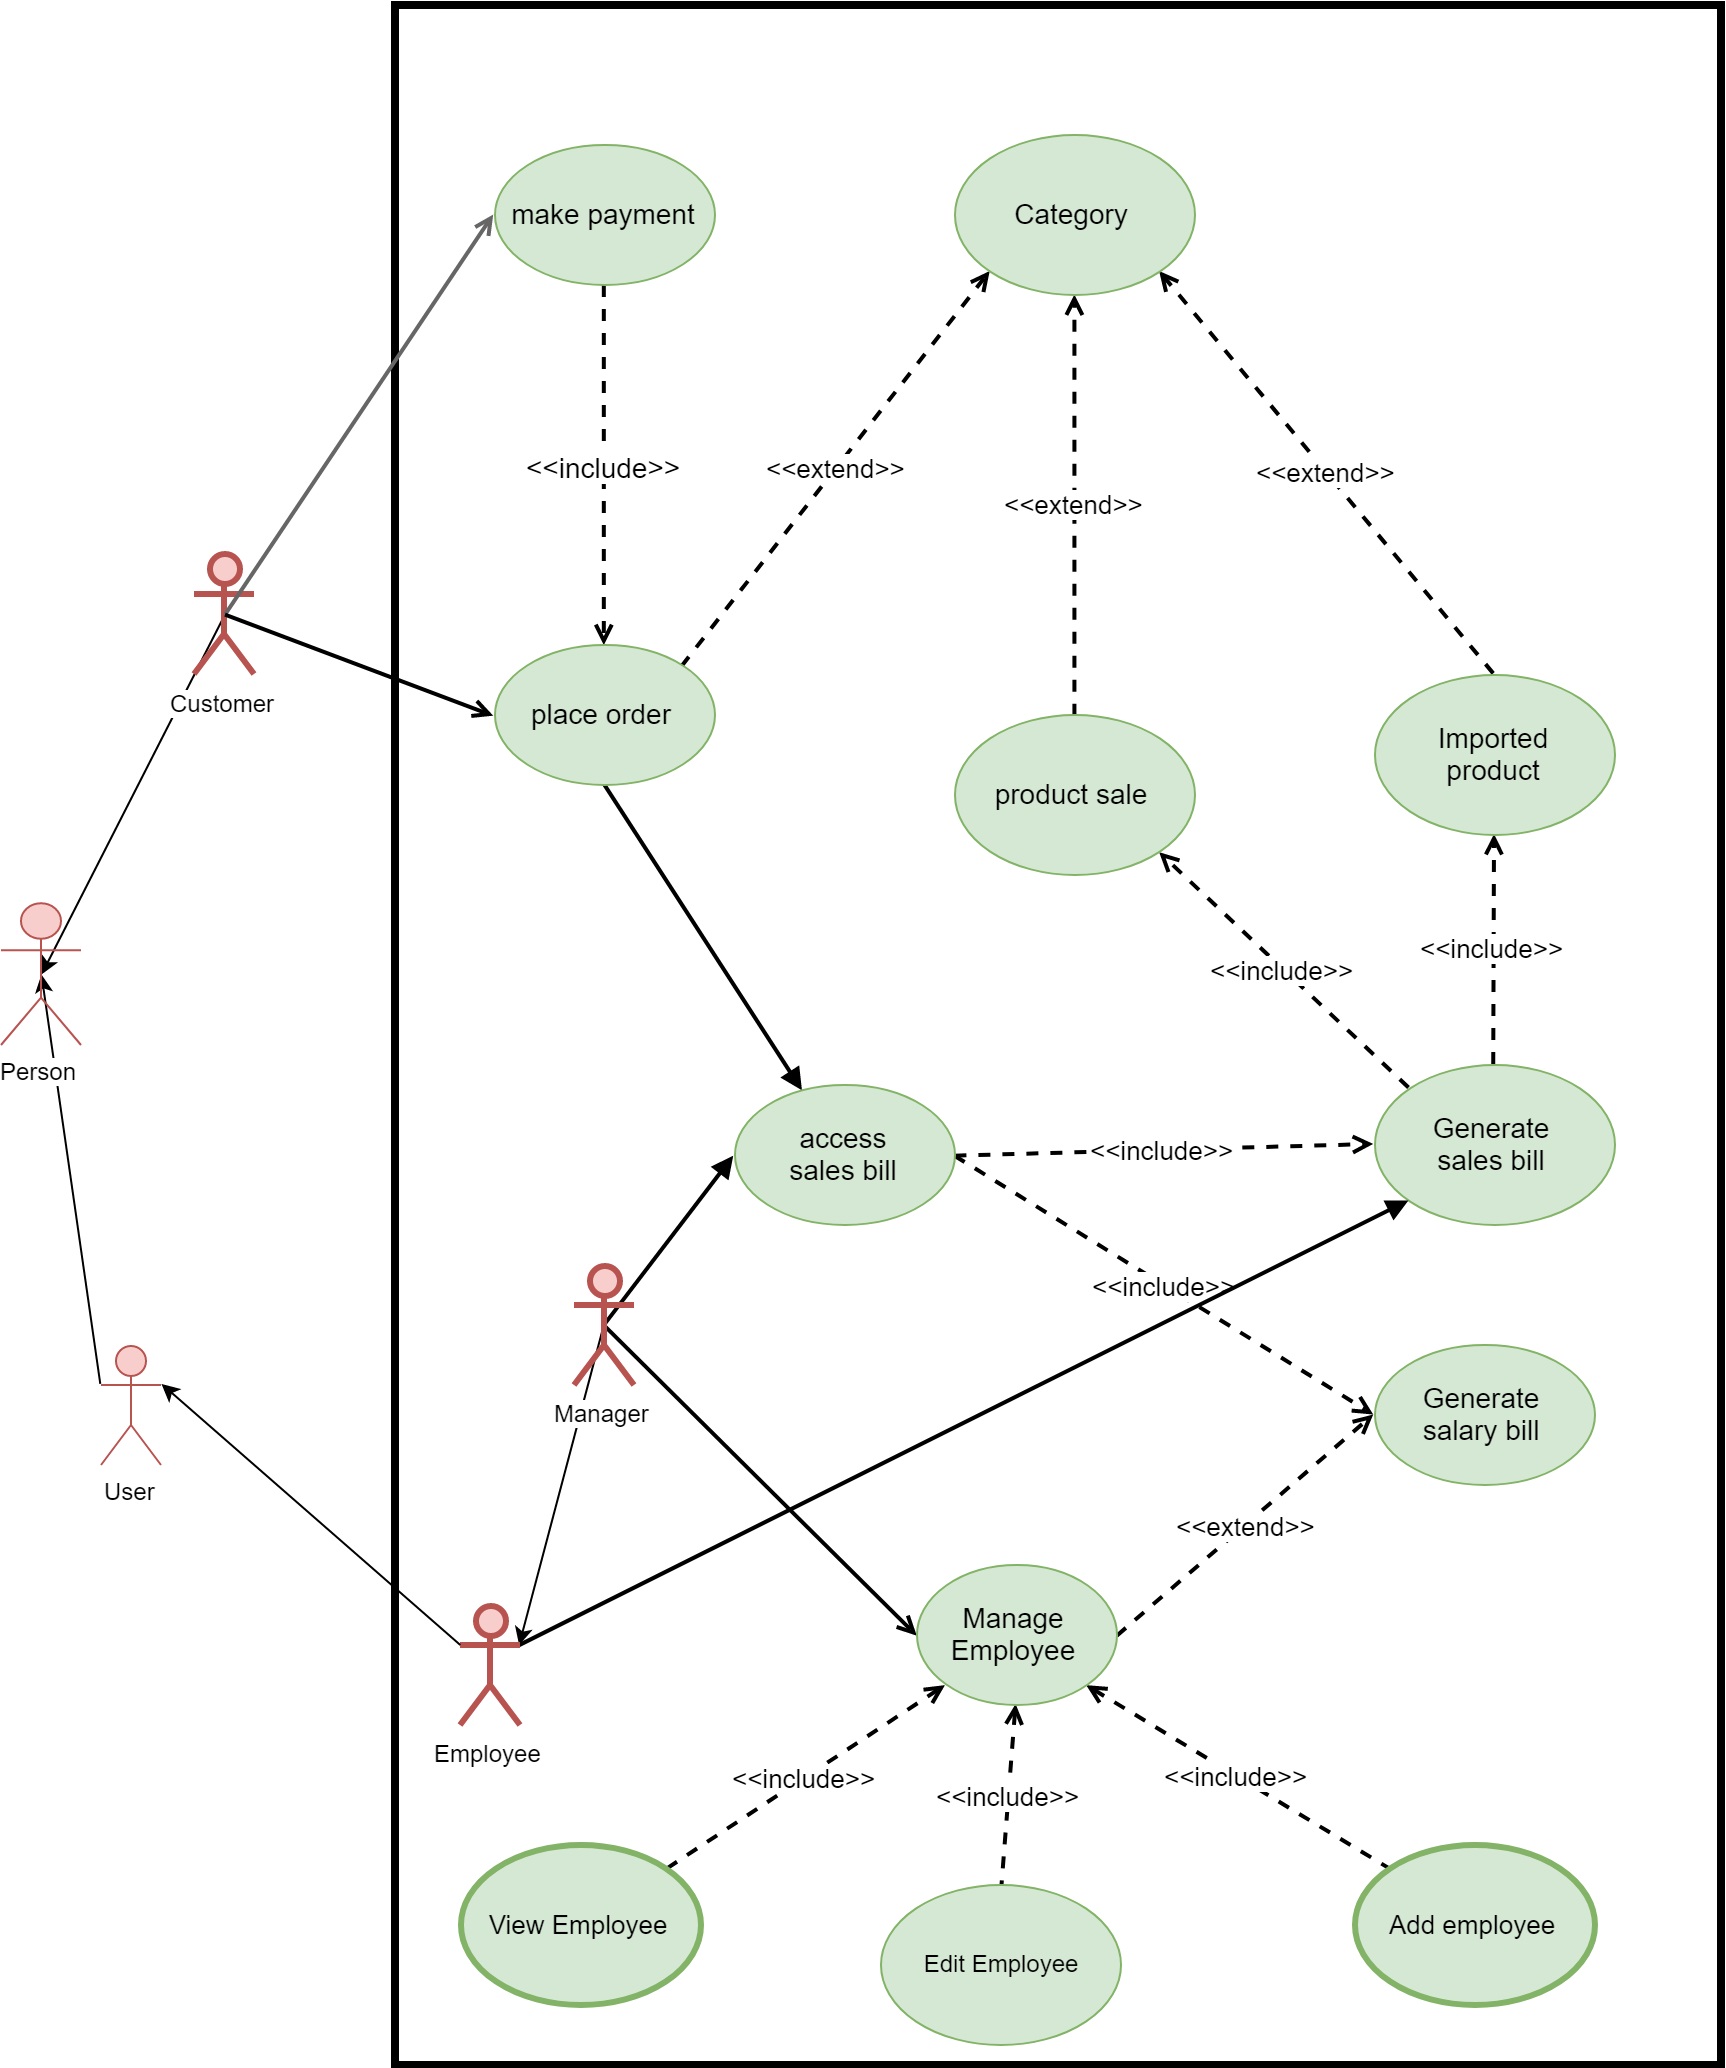 make payment
Category
<<include>>
<<extend>>
<<extend>>
<<extend>>
Customer
place order
product sale
Imported
product
<<include>>
<<include>>
Person
access
sales bill
<<include>>
Generate
sales bill
<<include>>
Manager
Generate
salary bill
User
<<extend>>
Manage
Employee
Employee
<<include>>
<<include>>
<<include>>
View Employee
Edit Employee
Add employee